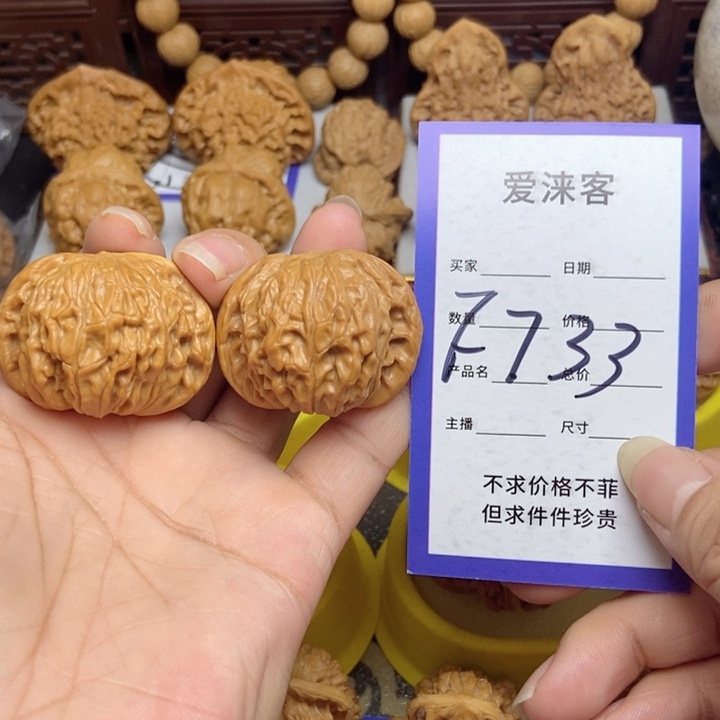 爱涞客
买家 日期
数量 价格
F733
产品名 总价
主播 尺寸
不求价格不菲
但求件件珍贵